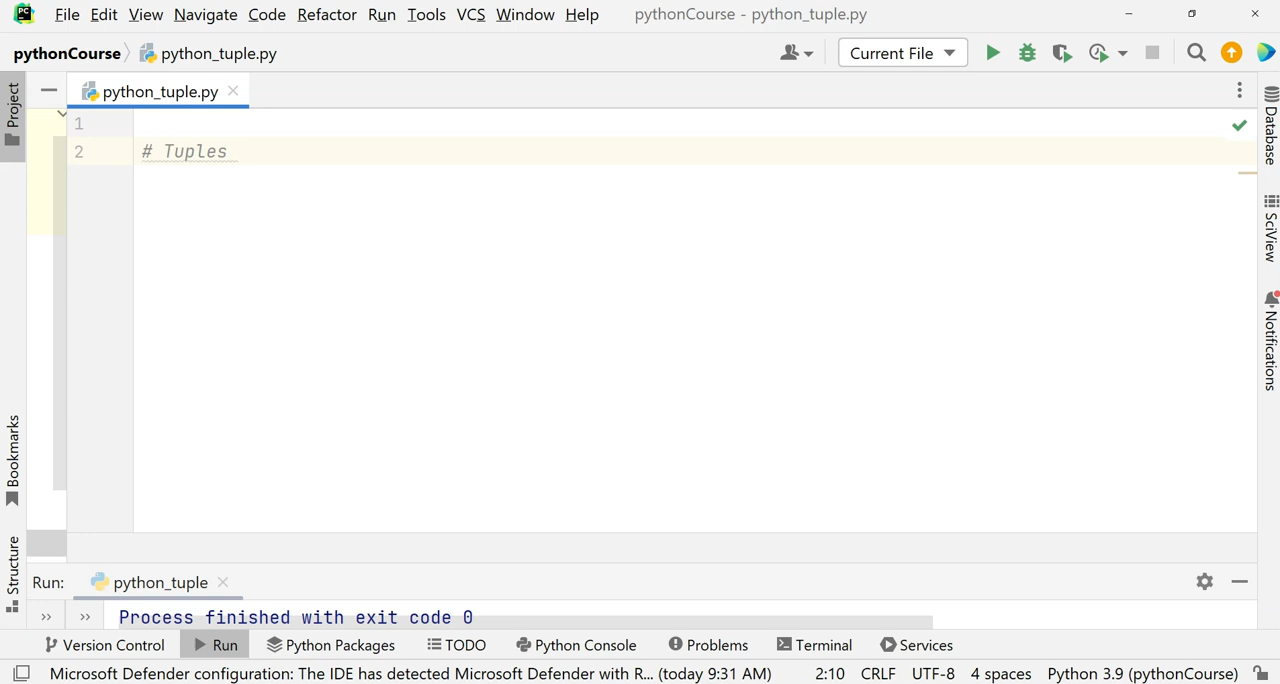 PC File Edit View Navigate Code Refactor Run Tools VCS Window Help pythonCourse - python_tuple.py
pythonCourse python_tuple.py Current File
Project
python_tuple.py
1
2 # Tuples
Database
SciView
Notifications
Bookmarks
Structure
Run: python_tuple
Process finished with exit code 0
Version Control Run Python Packages TODO Python Console Problems Terminal Services
Microsoft Defender configuration: The IDE has detected Microsoft Defender with R... (today 9:31 AM) 2:10 CRLF UTF-8 4 spaces Python 3.9 (pythonCourse)